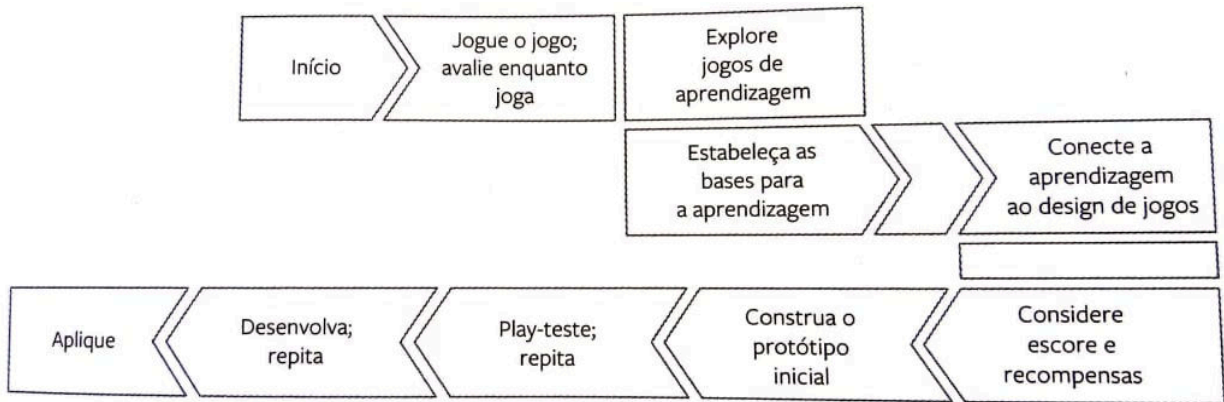 Início
Jogue o jogo;
avalie enquanto
joga
Explore
jogos de
aprendizagem
Estabeleça as
bases para
a aprendizagem
Conecte a
aprendizagem
ao design de jogos
Considere
escore e
recompensas
Construa o
protótipo
inicial
Play-teste;
repita
Desenvolva;
repita
Aplique